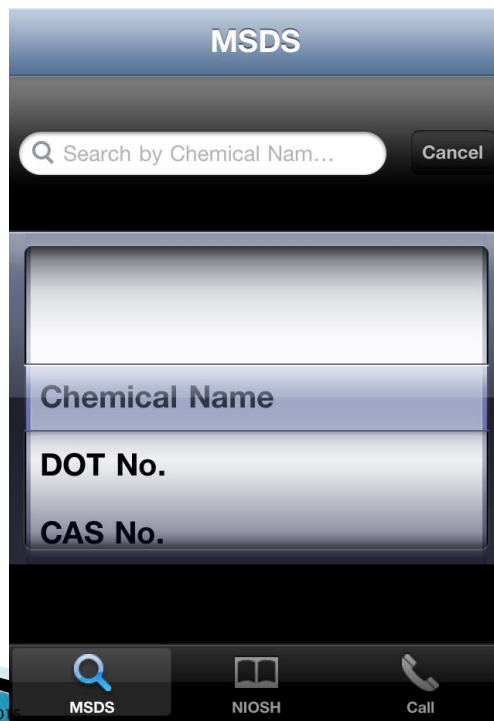 MSDS
Search by Chemical Nam...
Cancel
Chemical Name
DOT No.
CAS No.
MSDS
NIOSH
Call